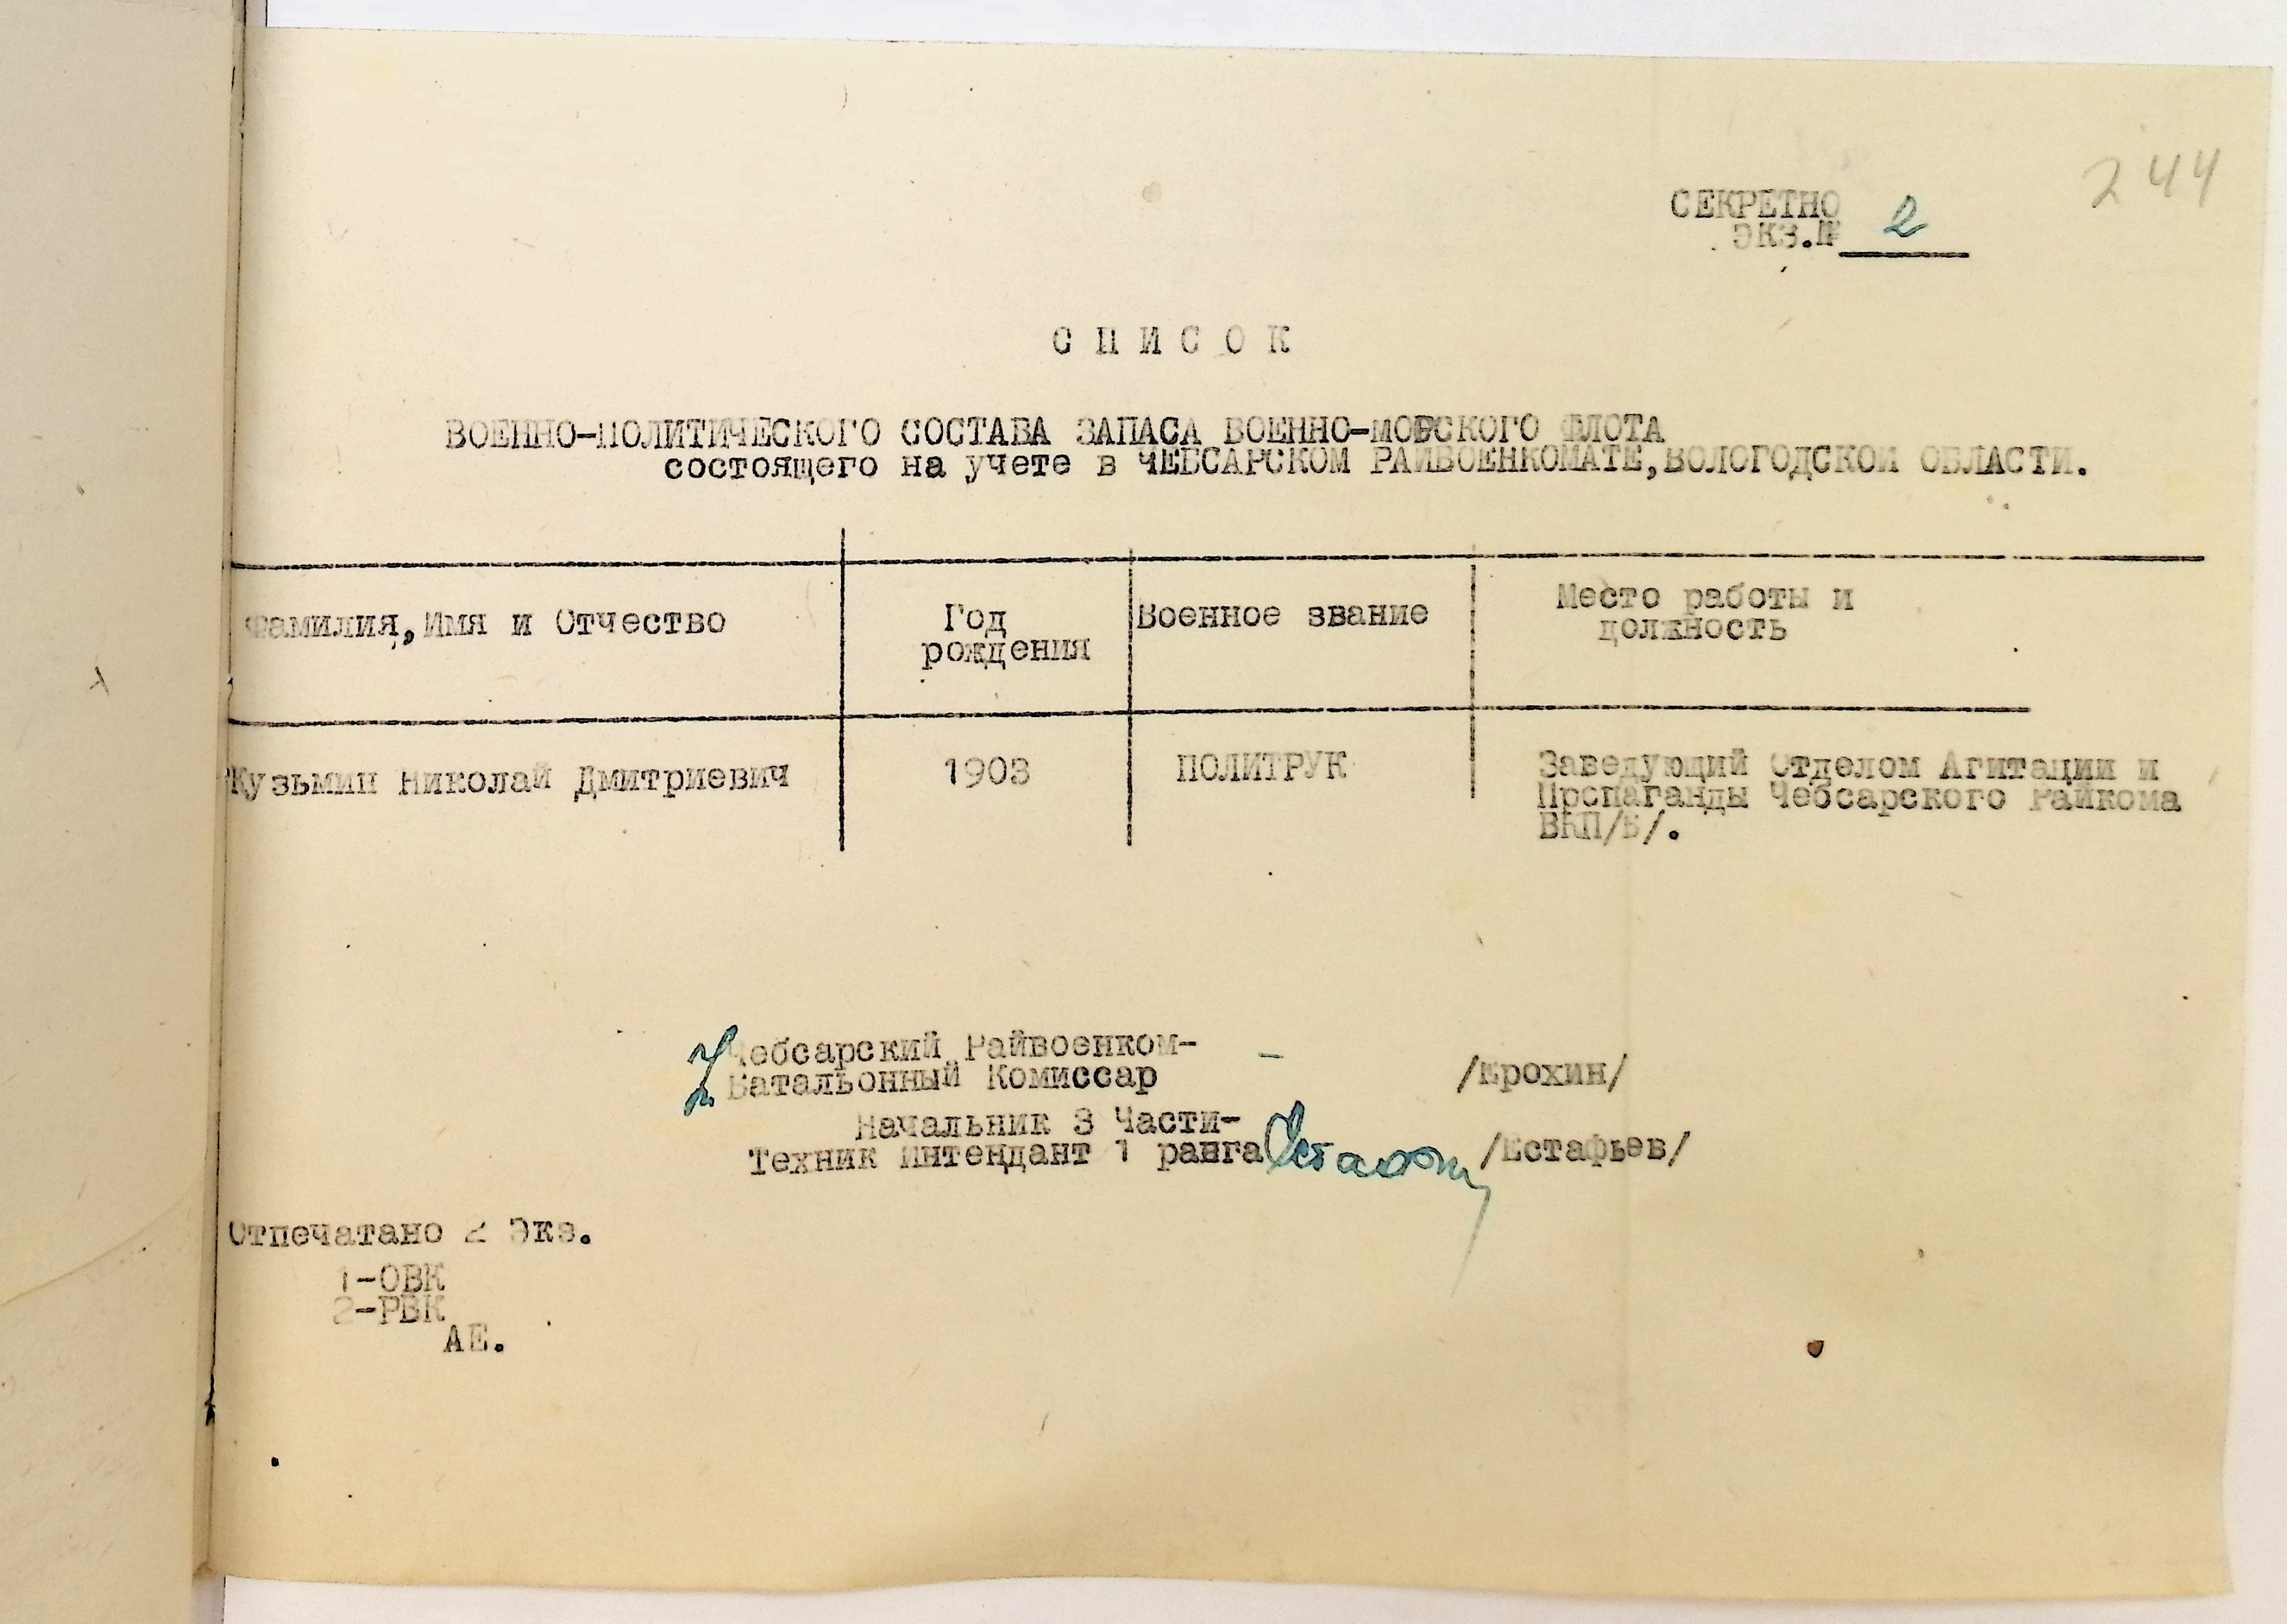 244
СЕКРЕТНО
ЭКЗ.№ 2
С П И С О К
ВОЕННО-ПОЛИТИЧЕСКОГО СОСТАВА ЗАПАСА ВОЕННО-МОРСКОГО ФЛОТА
состоящего на учете в ЧЕБСАРСКОМ РАЙВОЕНКОМАТЕ,ВОЛОГОДСКОЙ ОБЛАСТИ.
Фамилия,Имя и Отчество
Год
рождения
Военное звание
Место работы и
должность
Кузьмин Николай Дмитриевич
1903
ПОЛИТРУК
Заведующий Отделом Агитации и
Пропаганды Чебсарского Райкома
ВКП/Б/.
Чебсарский Райвоенком-
Батальонный Комиссар
/Ерохин/
Начальник 3 Части-
Техник Интендант 1 ранга
/Естафьев/
Отпечатано 2 Экз.
1-ОВК
2-РВК
АЕ.